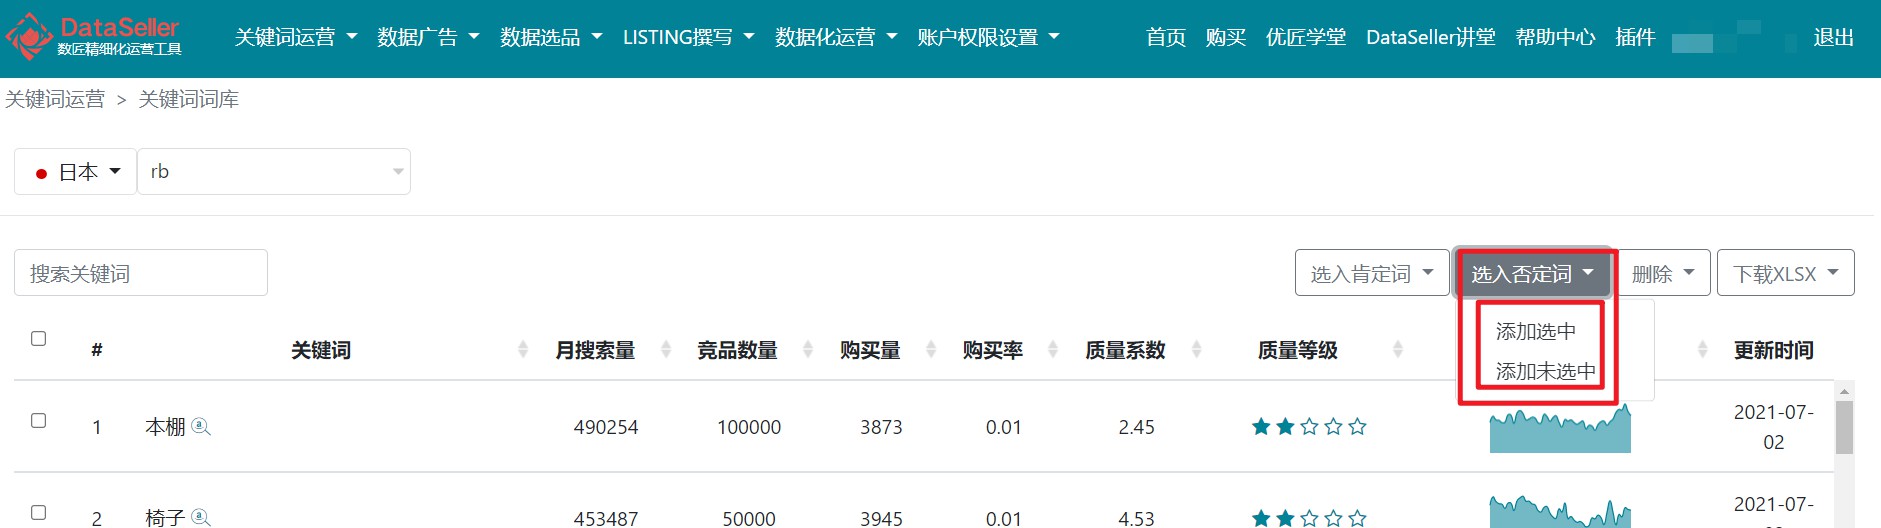 DataSeller
数匠精细化运营工具
关键词运营 数据广告 数据选品 LISTING撰写 数据化运营 账户权限设置 首页 购买 优匠学堂 DataSeller讲堂 帮助中心 插件 退出
关键词运营 > 关键词词库
日本 rb
搜索关键词 选入肯定词 选入否定词 删除 下载XLSX
添加选中
添加未选中
# 关键词 月搜索量 竞品数量 购买量 购买率 质量系数 质量等级 更新时间
1 本棚 490254 100000 3873 0.01 2.45 2021-07-
02
2 椅子 453487 50000 3945 0.01 4.53 2021-07-